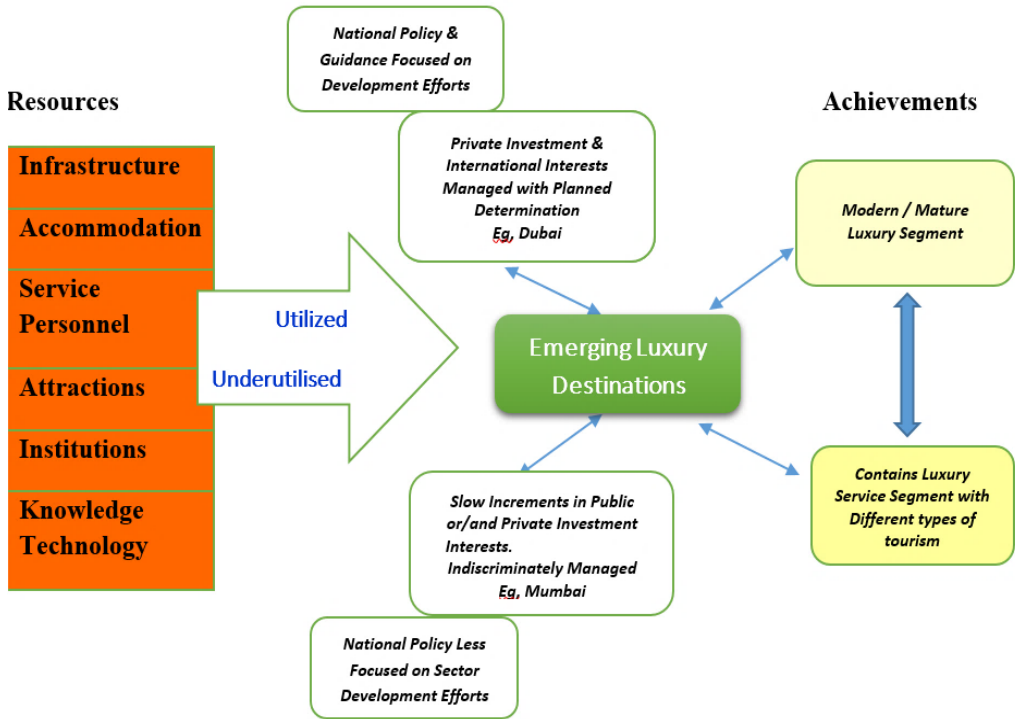 National Policy &
Guidance Focused on
Development Efforts
Resources
Achievements
Infrastructure
Accommodation
Service
Personnel
Attractions
Institutions
Knowledge
Technology
Utilized
Underutilised
Private Investment &
International Interests
Managed with Planned
Determination
Eg, Dubai
Emerging Luxury
Destinations
Slow Increments in Public
or/and Private Investment
Interests.
Indiscriminately Managed
Eg, Mumbai
National Policy Less
Focused on Sector
Development Efforts
Modern / Mature
Luxury Segment
Contains Luxury
Service Segment with
Different types of
tourism